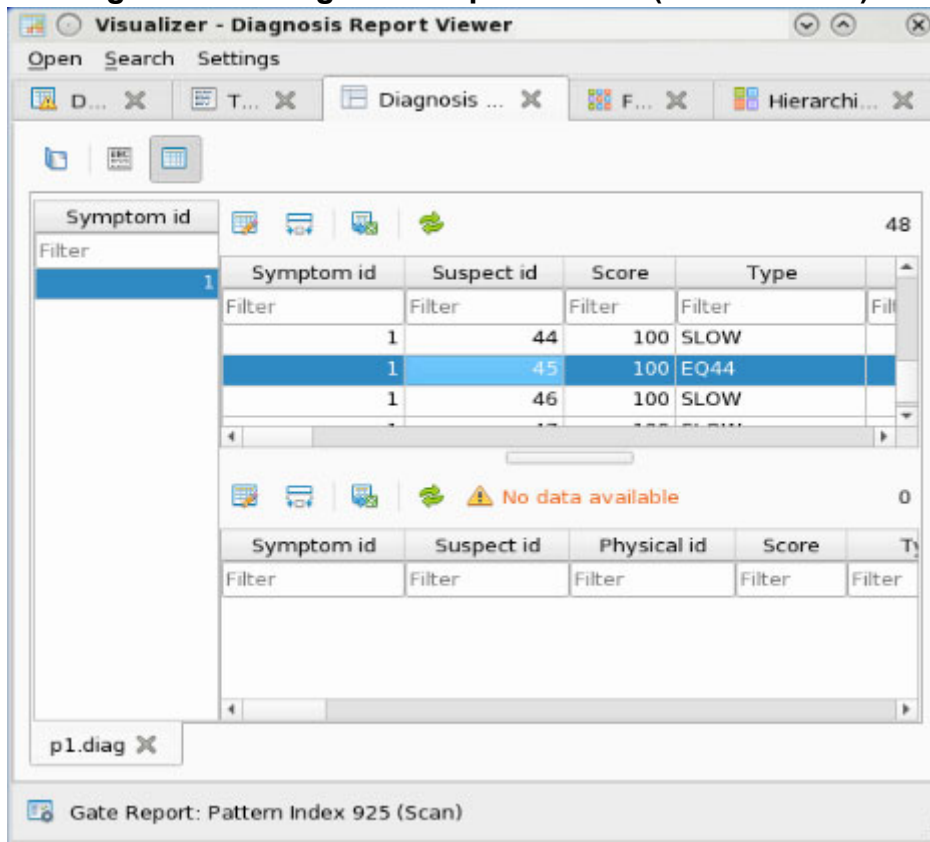 Visualizer - Diagnosis Report Viewer
Open Search Settings
D... T... Diagnosis ... F... Hierarchi...
Symptom id
Filter
1
48
Symptom id Suspect id Score Type
Filter Filter Filter Filter Filt
1 44 100 SLOW
1 45 100 EQ44
1 46 100 SLOW
No data available 0
Symptom id Suspect id Physical id Score Ty
Filter Filter Filter Filter Filter
p1.diag
Gate Report: Pattern Index 925 (Scan)